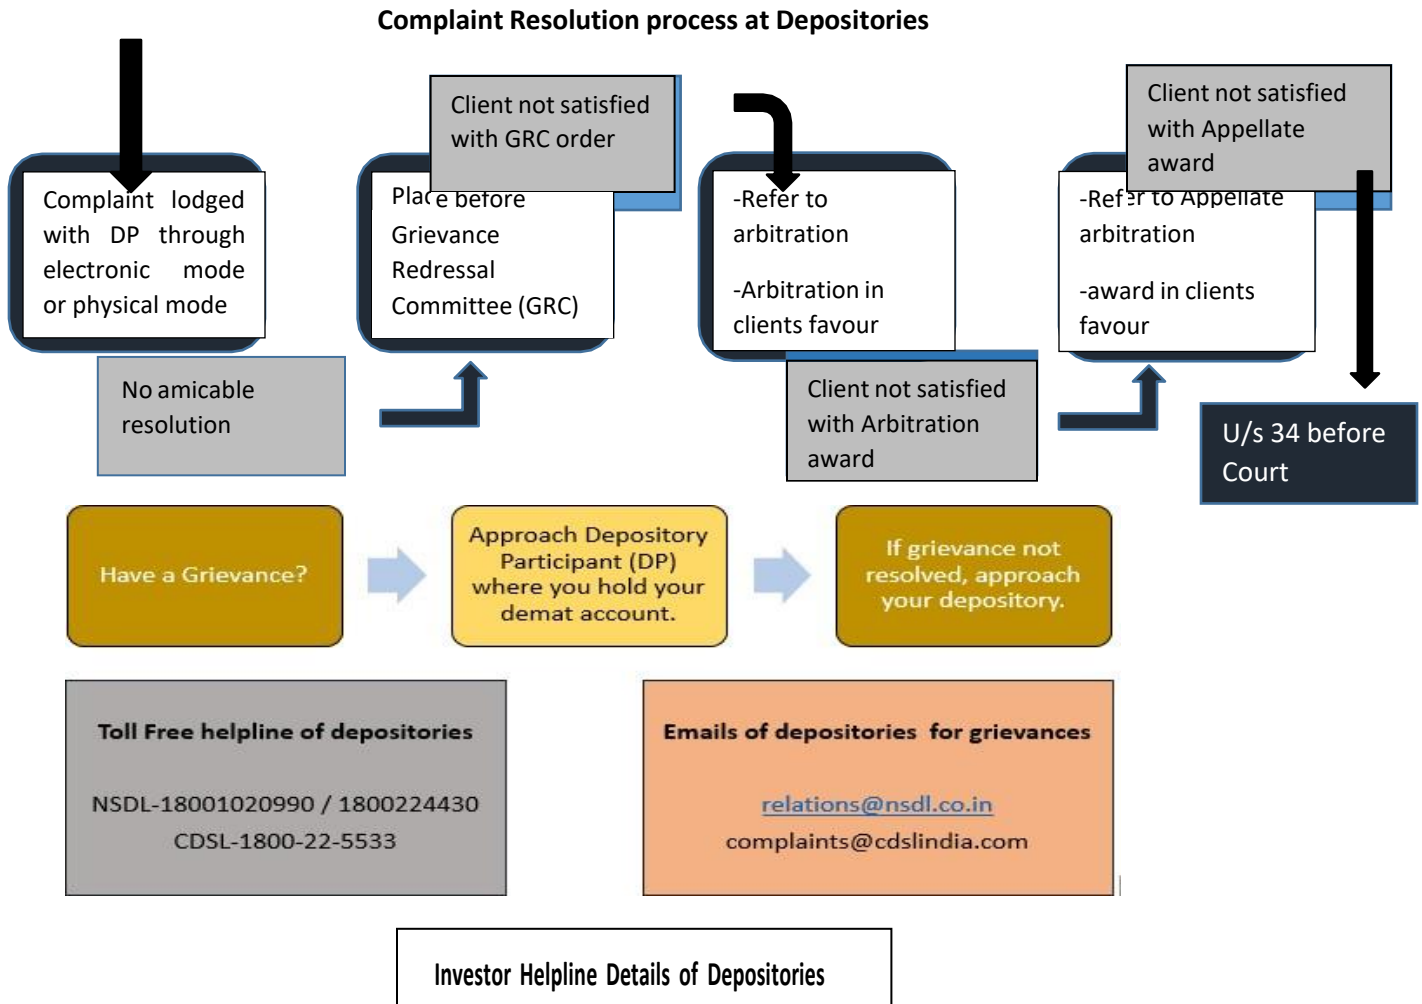 Complaint Resolution process at Depositories
Complaint lodged
with DP through
electronic mode
or physical mode
No amicable
resolution
Place before
Grievance
Redressal
Committee (GRC)
Client not satisfied
with GRC order
-Refer to
arbitration
-Arbitration in
clients favour
Client not satisfied
with Arbitration
award
-Refer to Appellate
arbitration
-award in clients
favour
Client not satisfied
with Appellate
award
U/s 34 before
Court
Have a Grievance?
Approach Depository
Participant (DP)
where you hold your
demat account.
If grievance not
resolved, approach
your depository.
Toll Free helpline of depositories
NSDL-18001020990 / 1800224430
CDSL-1800-22-5533
Emails of depositories for grievances
relations@nsdl.co.in
complaints@cdslindia.com
Investor Helpline Details of Depositories